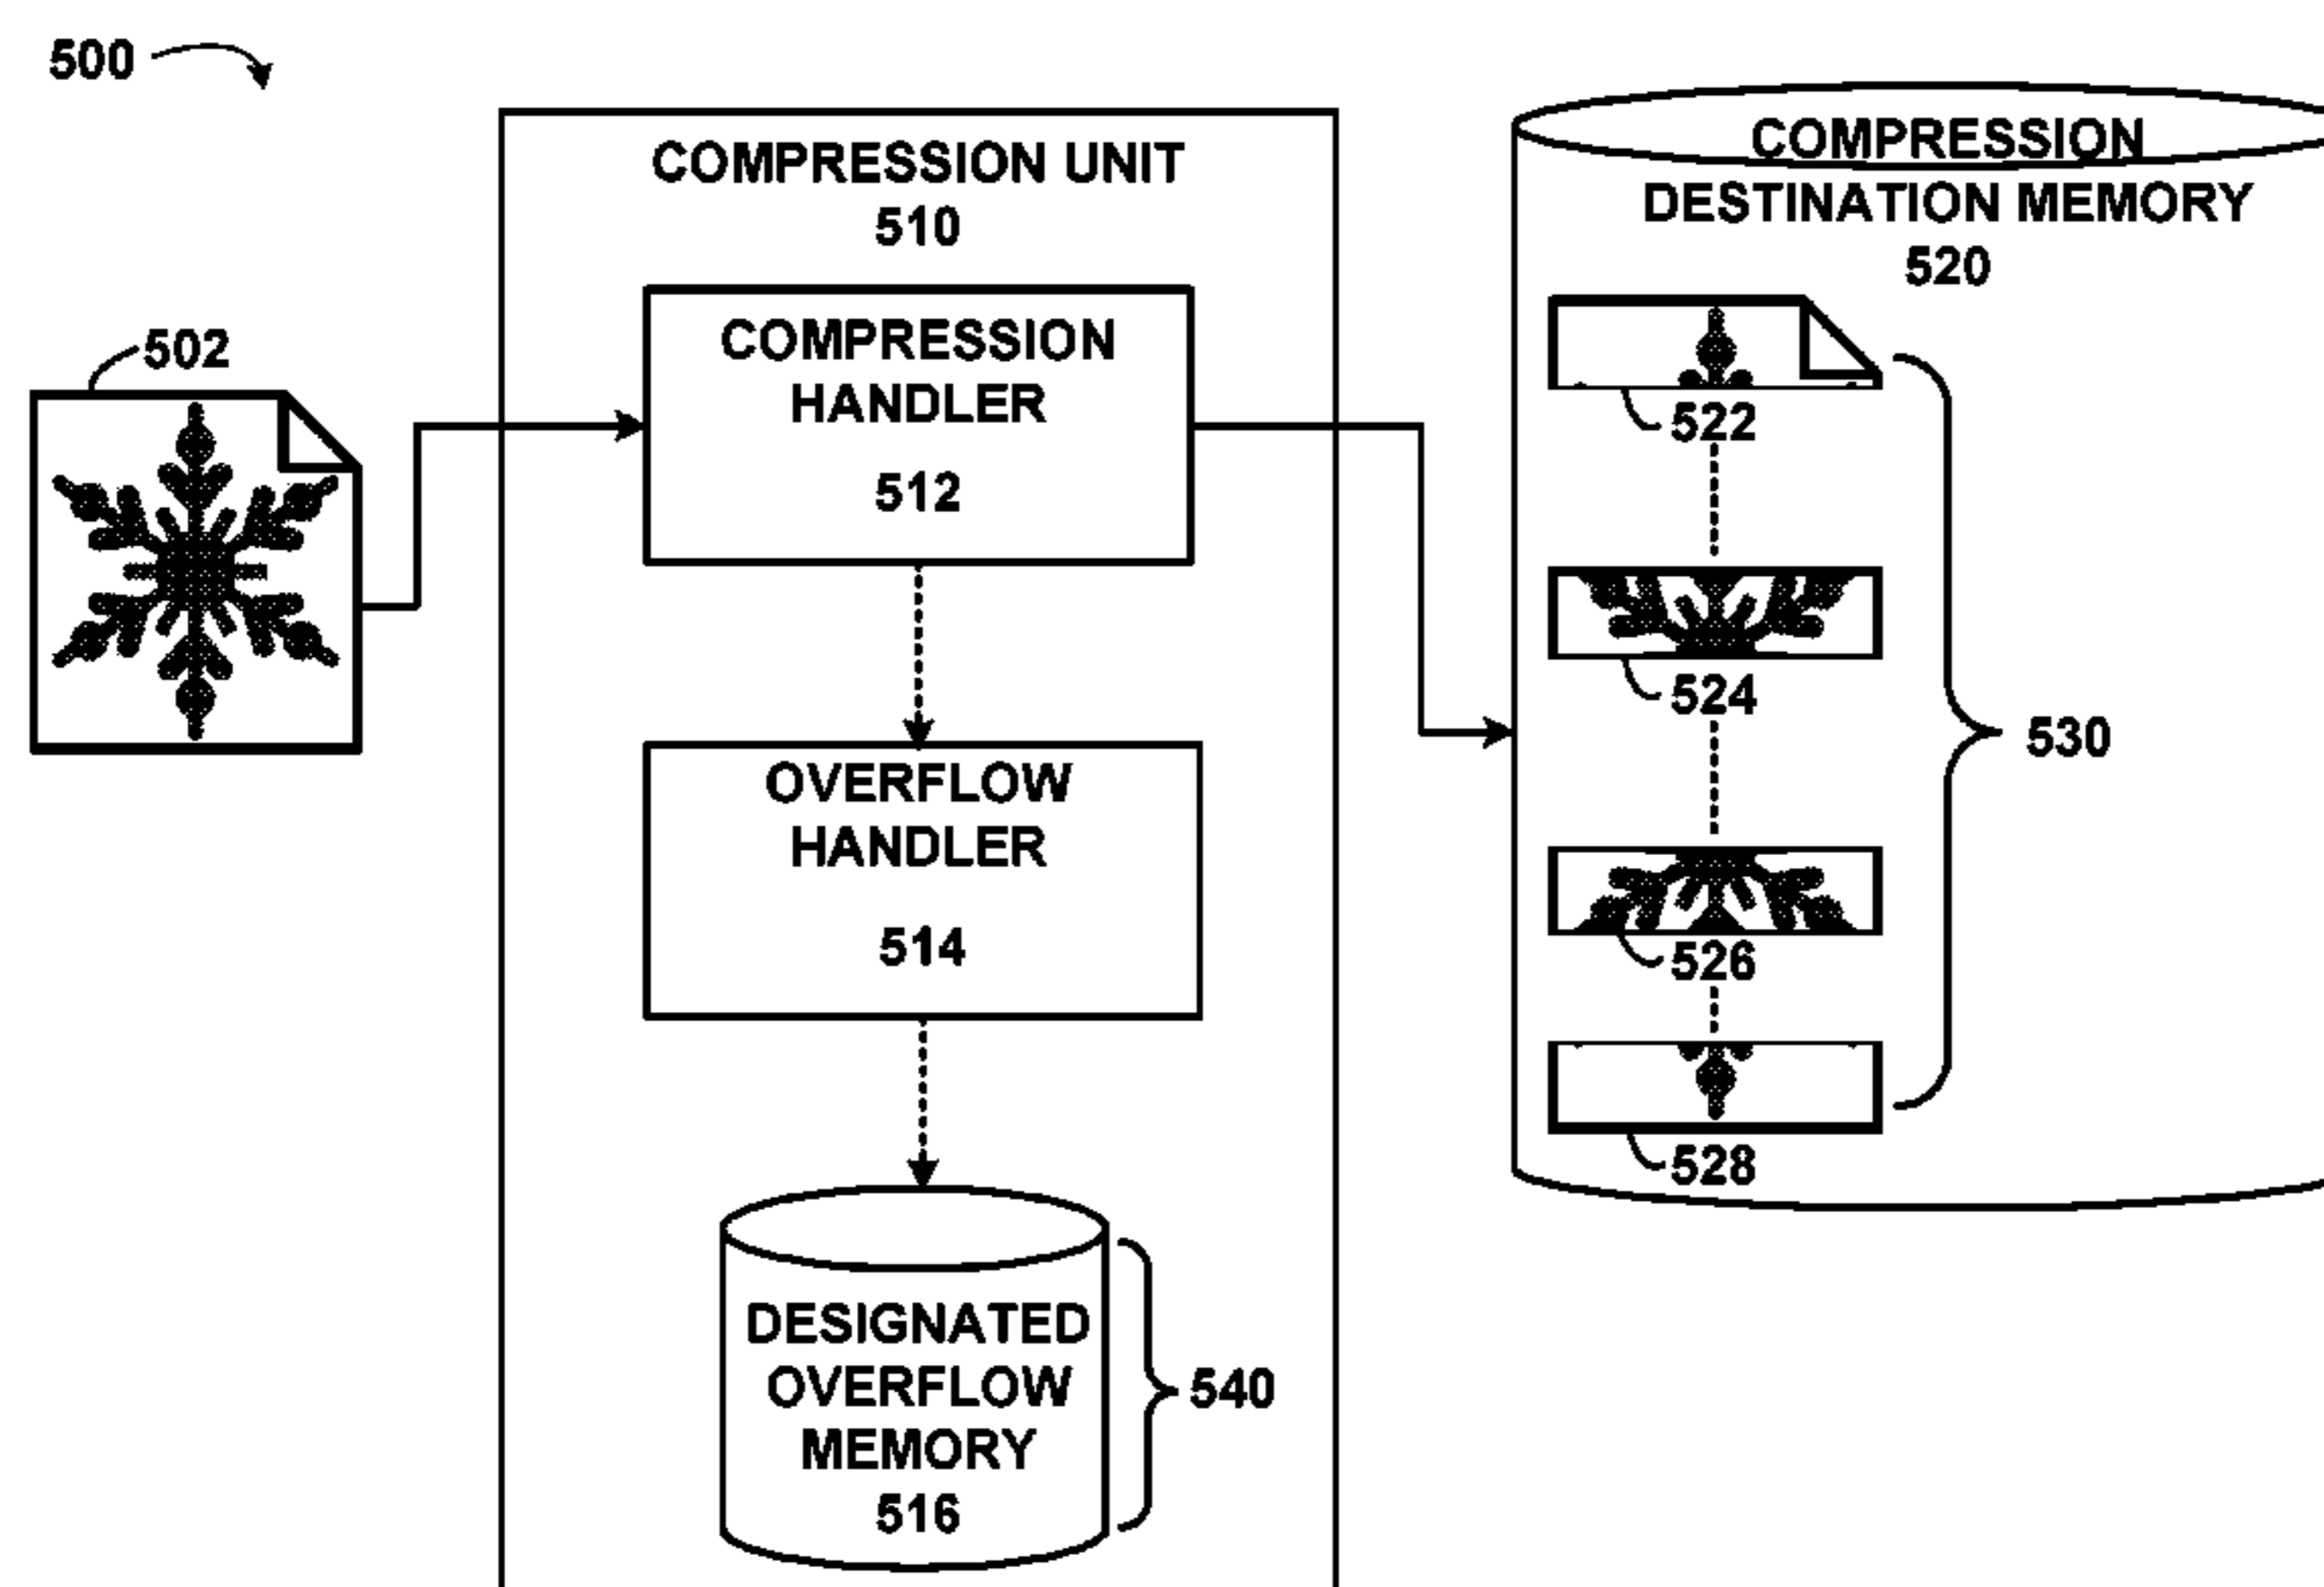 500
COMPRESSION UNIT
510
COMPRESSION
HANDLER
512
502
OVERFLOW
HANDLER
514
DESIGNATED
OVERFLOW
MEMORY
516
540
COMPRESSION
DESTINATION MEMORY
520
522
524
530
526
528